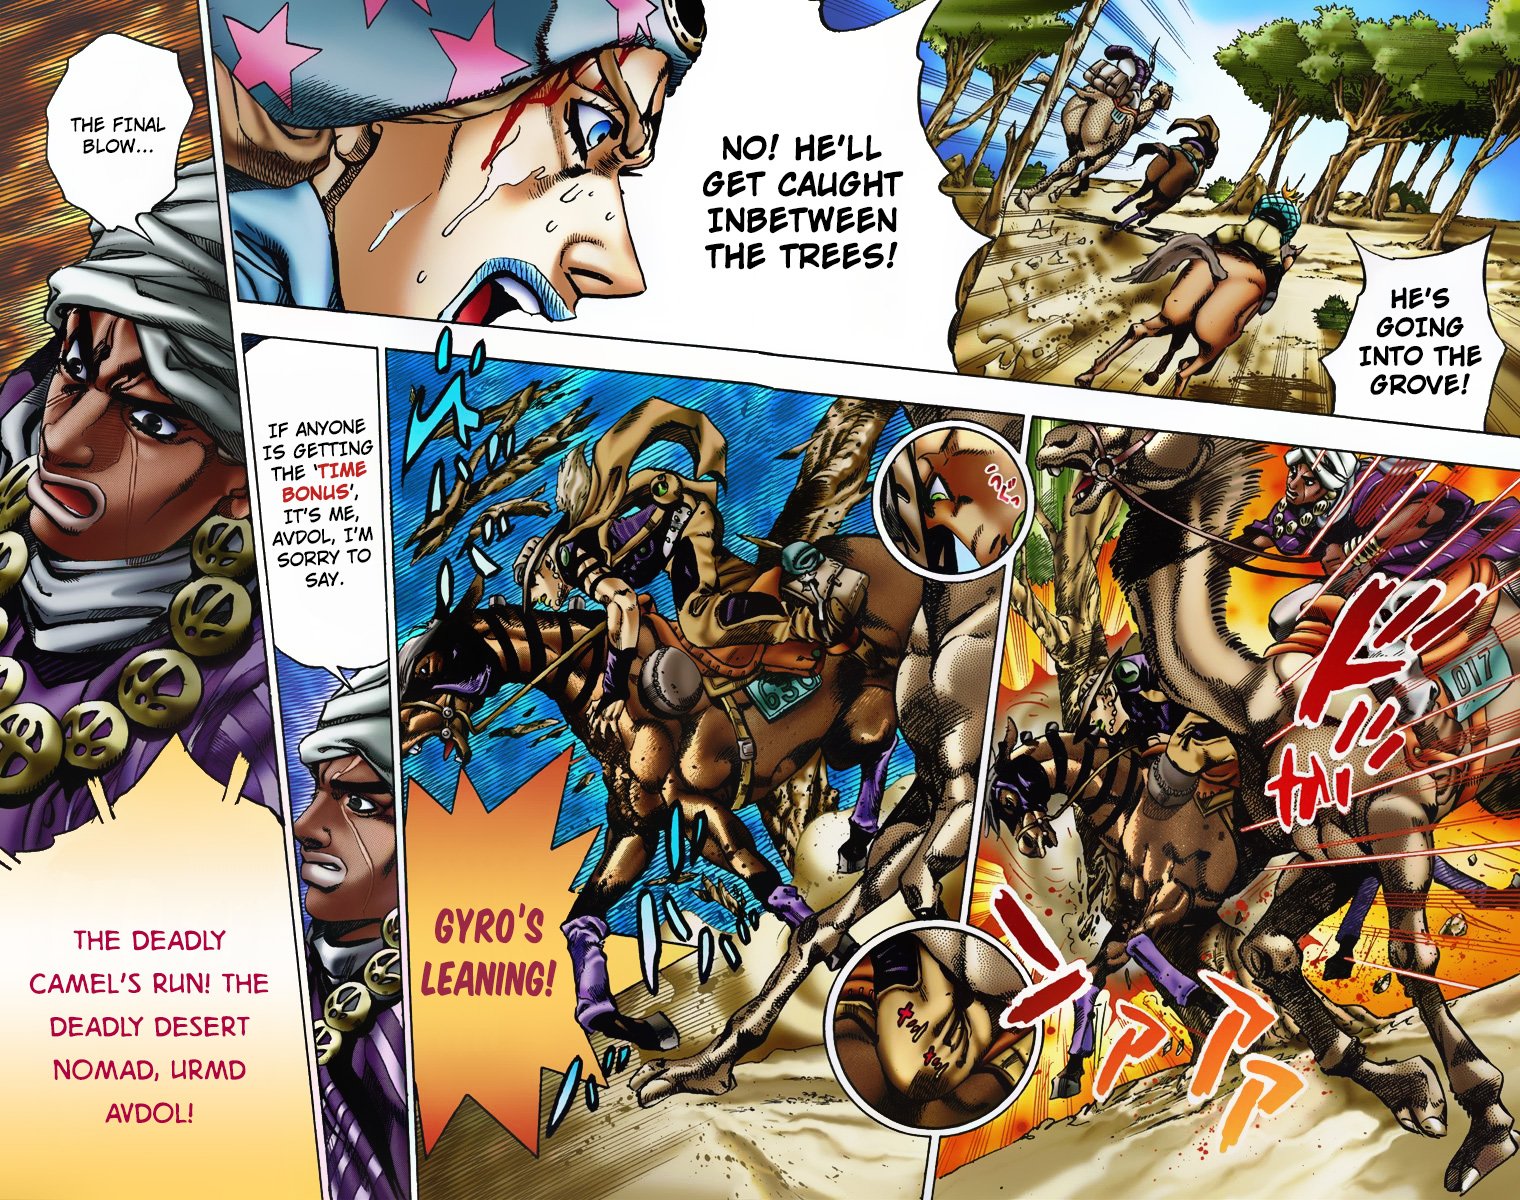 HE'S
GOING
INTO THE
GROVE!
NO! HE'LL
GET CAUGHT
INBETWEEN
THE TREES!
017
GYRO'S
LEANING!
IF ANYONE
IS GETTING
THE 'TIME
BONUS',
IT'S ME,
AVDOL, I'M
SORRY TO
SAY.
THE FINAL
BLOW...
THE DEADLY
CAMEL'S RUN! THE
DEADLY DESERT
NOMAD, URMD
AVDOL!